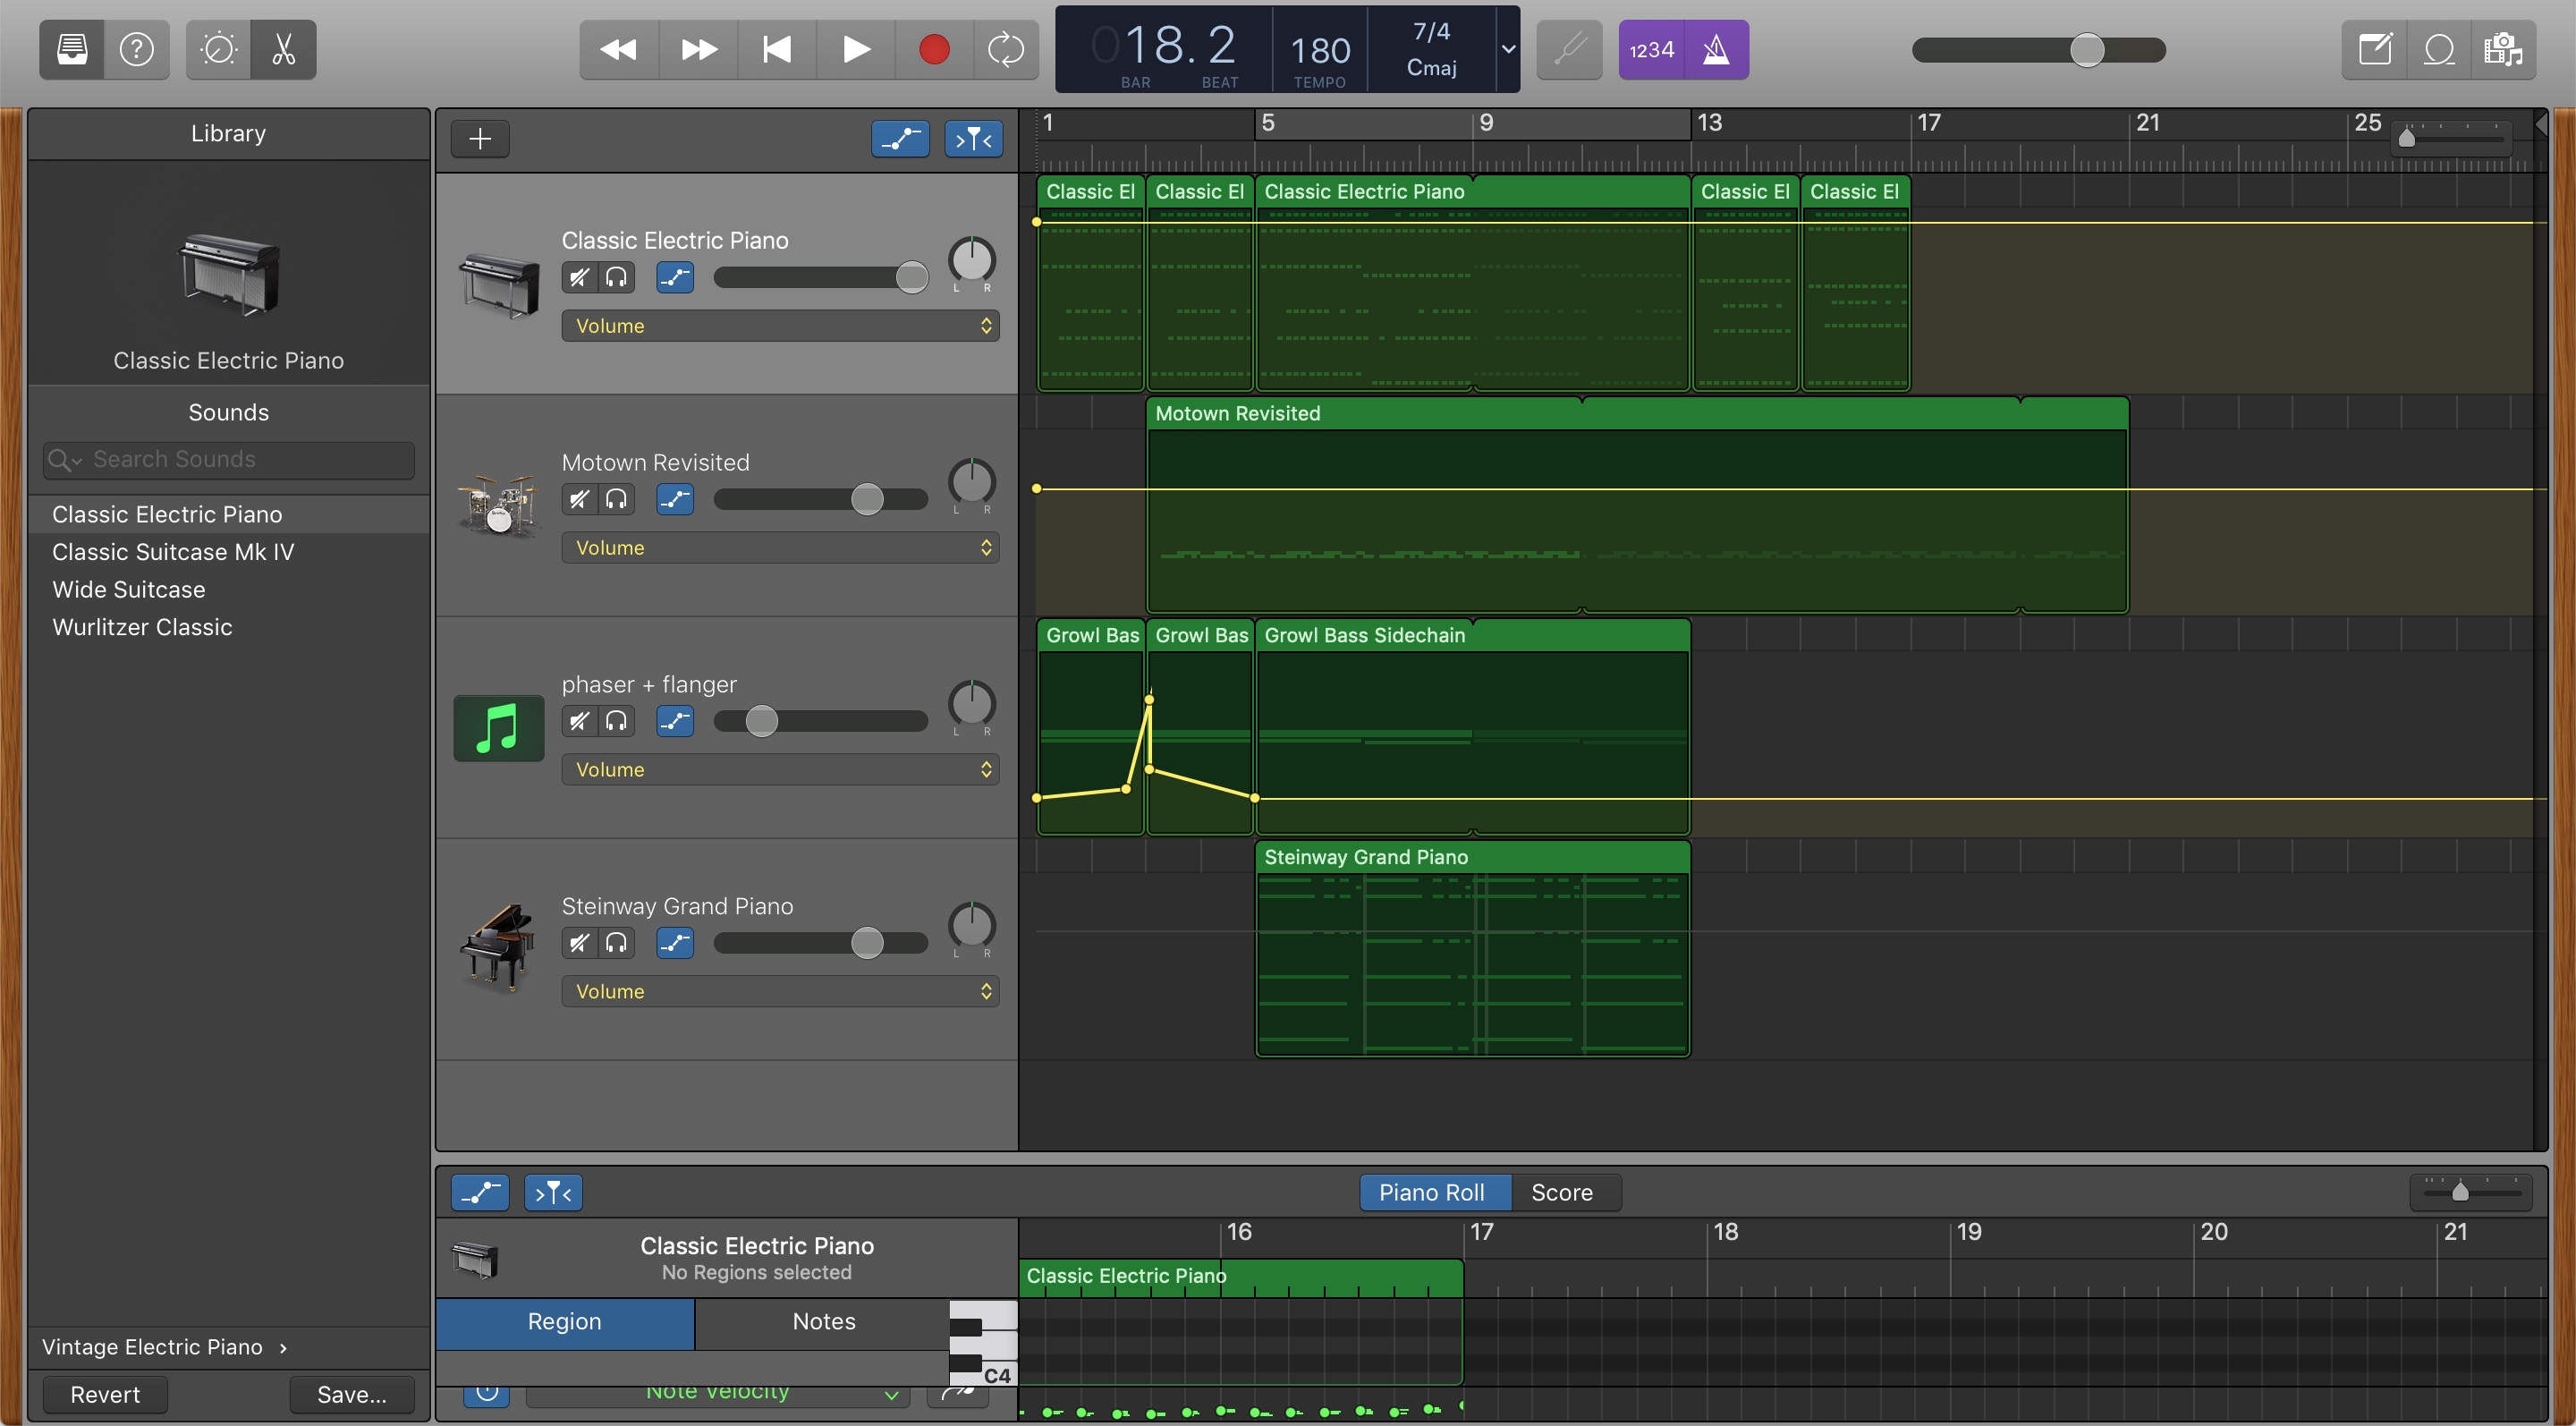 018. 2
BAR BEAT
180
TEMPO
7/4
Cmaj
1234
Library
Classic Electric Piano
Sounds
Search Sounds
Classic Electric Piano
Classic Suitcase Mk IV
Wide Suitcase
Wurlitzer Classic
Vintage Electric Piano
Revert
Save...
1 5 9 13 17 21 25
Classic Electric Piano
L R
Volume
Classic El
Classic El
Classic Electric Piano
Classic El
Classic El
Motown Revisited
L R
Volume
Motown Revisited
phaser + flanger
L R
Volume
Growl Bas
Growl Bas
Growl Bass Sidechain
Steinway Grand Piano
L R
Volume
Steinway Grand Piano
Piano Roll
Score
Classic Electric Piano
No Regions selected
16 17 18 19 20 21
Classic Electric Piano
Region
Notes
C4
Note Velocity